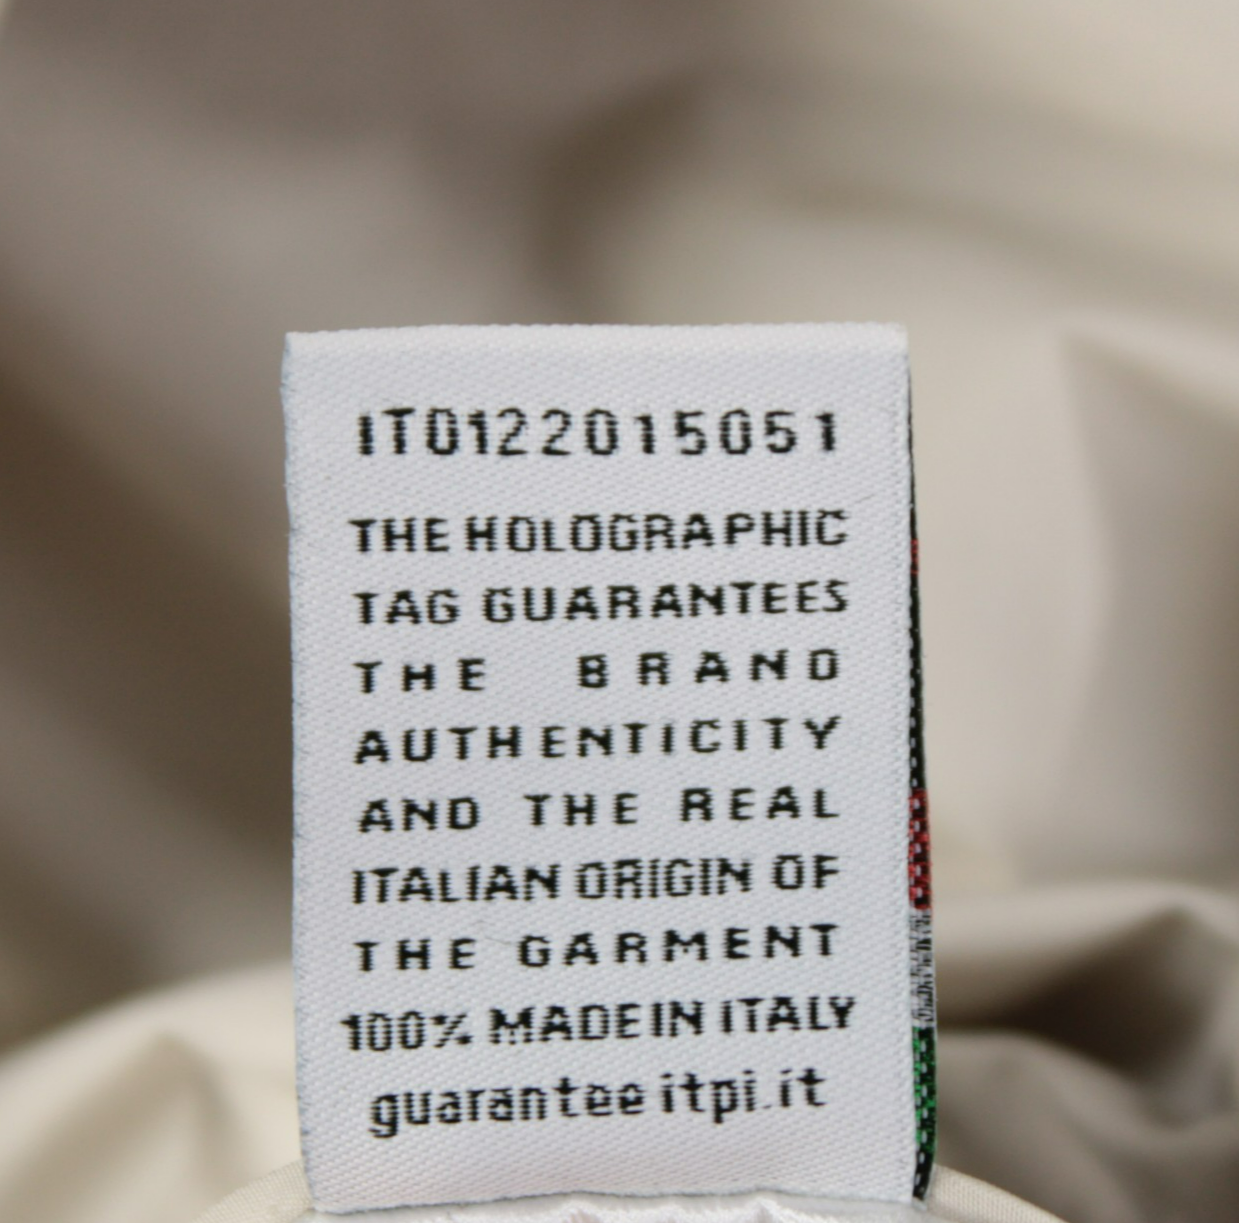 IT0122015051
THE HOLOGRAPHIC
TAG GUARANTEES
THE BRAND
AUTHENTICITY
AND THE REAL
ITALIAN ORIGIN OF
THE GARMENT
100% MADE IN ITALY
guarantee itpi.it